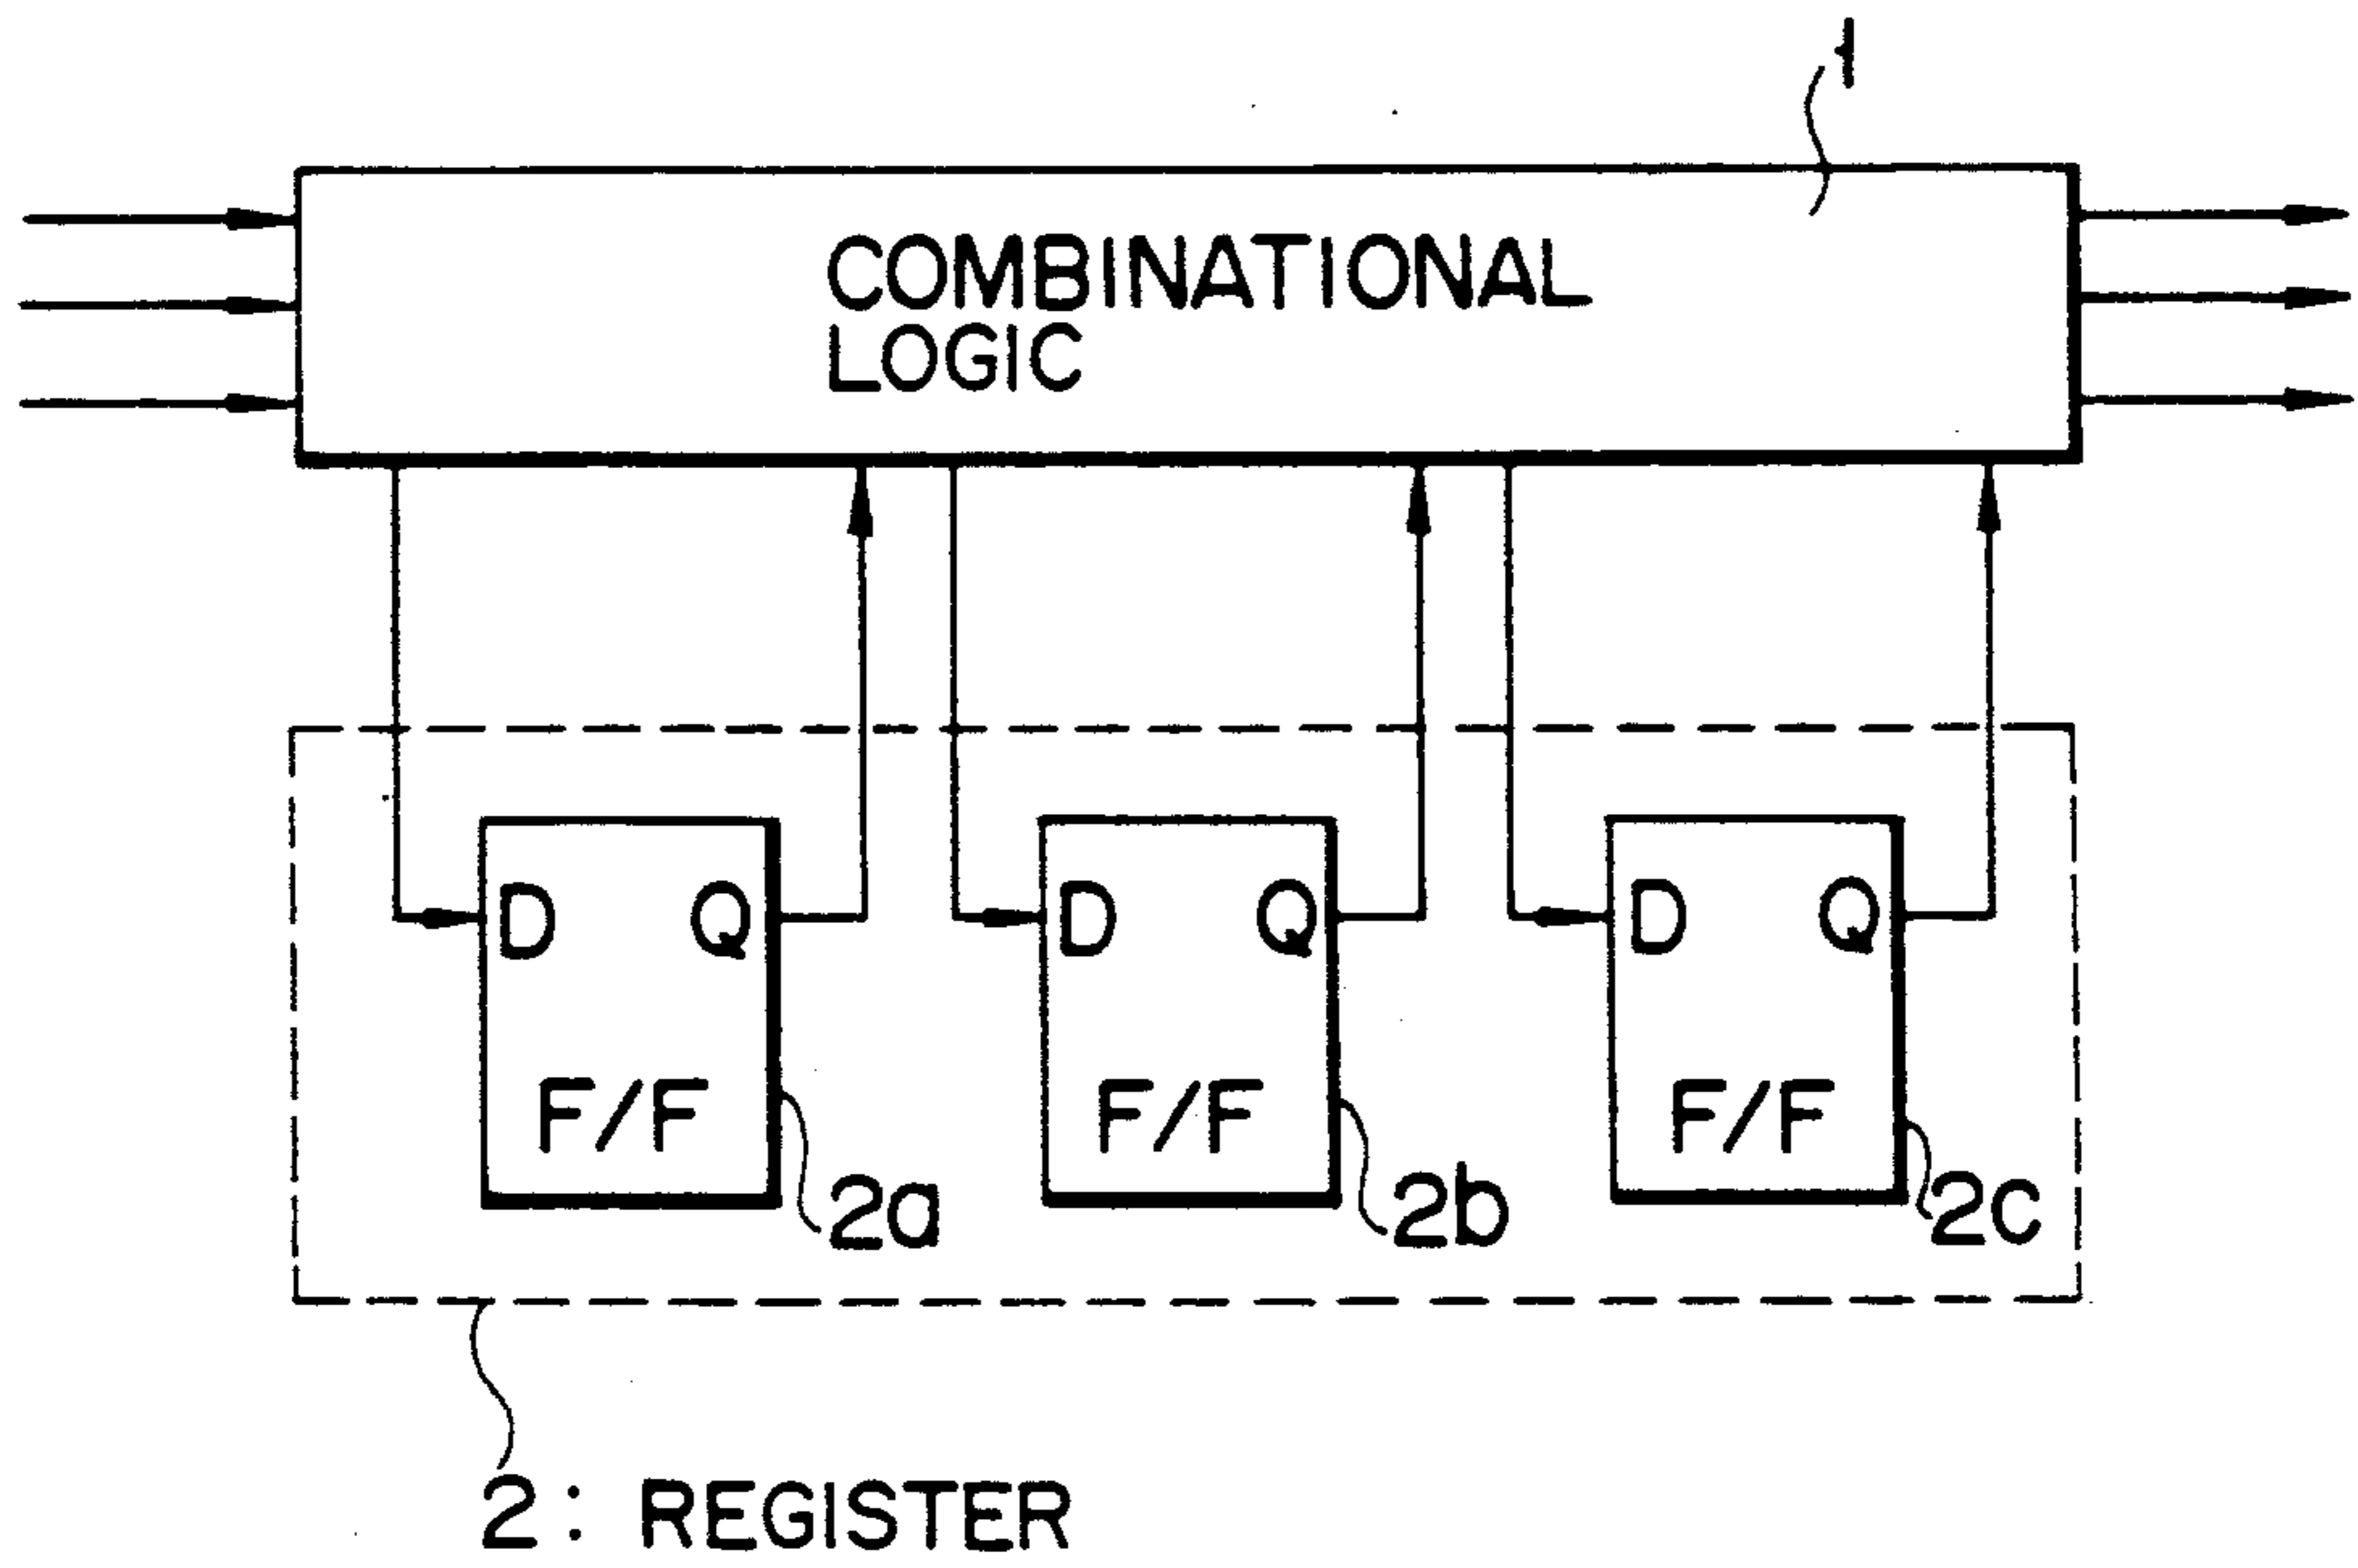 1
COMBINATIONAL
LOGIC
D Q
D Q
D Q
F/F
F/F
F/F
2a
2b
2c
2: REGISTER